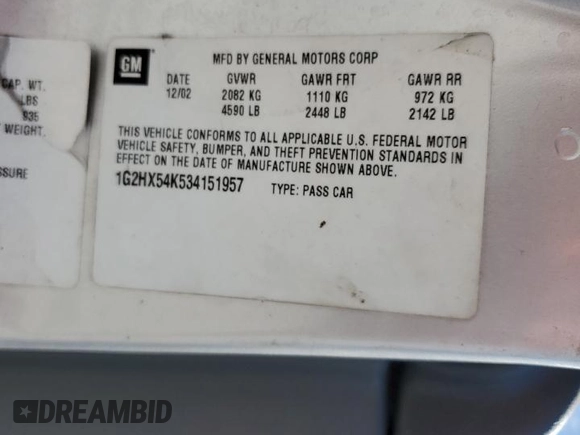 GM
MFD BY GENERAL MOTORS CORP
DATE GVWR GAWR FRT GAWR RR
12/02 2082 KG 1110 KG 972 KG
4590 LB 2448 LB 2142 LB
THIS VEHICLE CONFORMS TO ALL APPLICABLE U.S. FEDERAL MOTOR
VEHICLE SAFETY, BUMPER, AND THEFT PREVENTION STANDARDS IN
EFFECT ON THE DATE OF MANUFACTURE SHOWN ABOVE.
1G2HX54K534151957 TYPE: PASS CAR
CAP. WT.
LBS
935
WEIGHT.
SSURE
DREAMBID